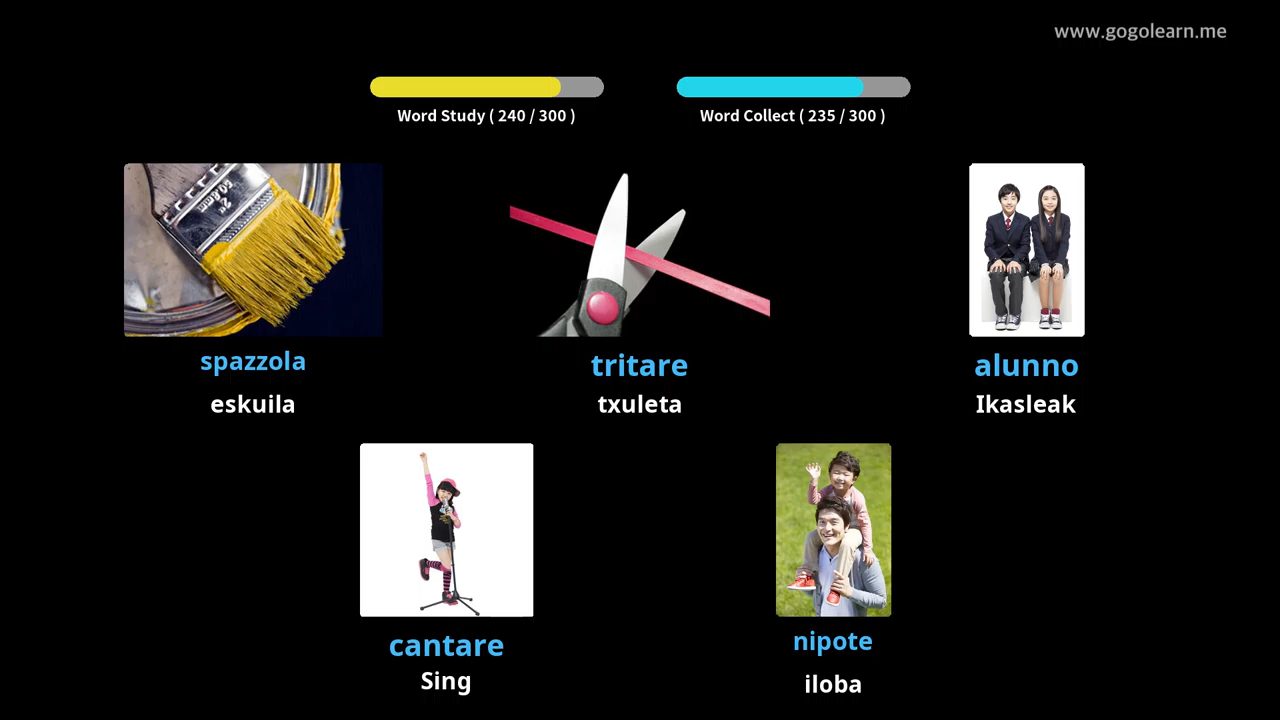 www.gogolearn.me
Word Study ( 240 / 300 )
Word Collect ( 235 / 300 )
spazzola
eskuila
tritare
txuleta
alunno
Ikasleak
cantare
Sing
nipote
iloba